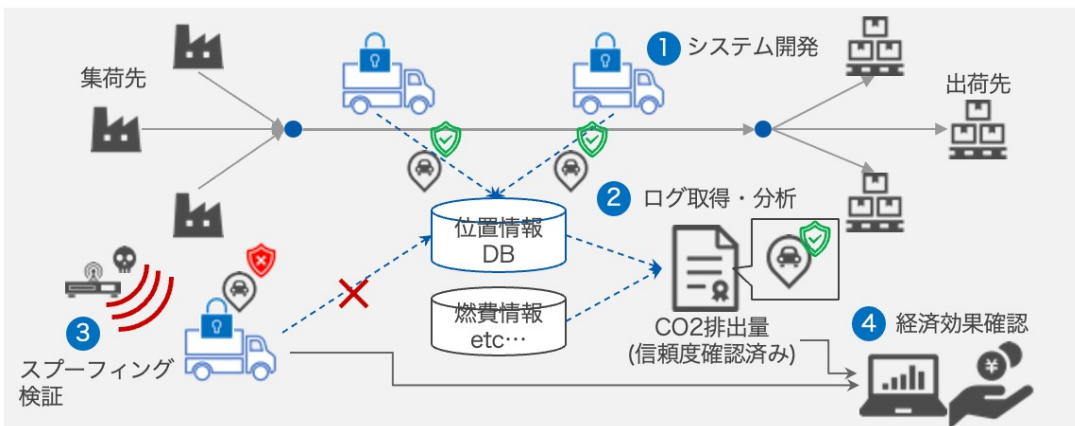 集荷先
1 システム開発
出荷先
2 ログ取得・分析
位置情報
DB
燃費情報
etc…
CO2排出量
(信頼度確認済み)
3
スプーフィング
検証
4 経済効果確認
¥